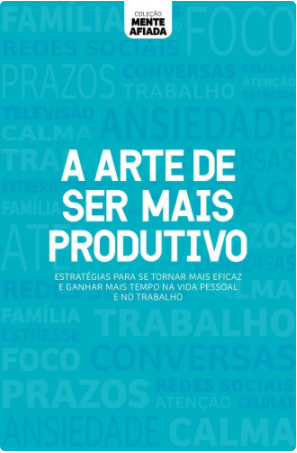 COLEÇÃO
MENTE
AFIADA
FAMÍLIA FOCO
REDES SOCIAIS
PRAZOS CONVERSAS CELULAR
ATENÇÃO
ESTRESSE
TELEVISÃO ANSIEDADE
CALMA
A ARTE DE
SER MAIS
PRODUTIVO
ESTRATÉGIAS PARA SE TORNAR MAIS EFICAZ
E GANHAR MAIS TEMPO NA VIDA PESSOAL
E NO TRABALHO
FAMÍLIA TRABALHO
ESTRESSE
FOCO CONVERSAS
PRAZOS REDES SOCIAIS
ATENÇÃO CELULAR
ANSIEDADE CALMA